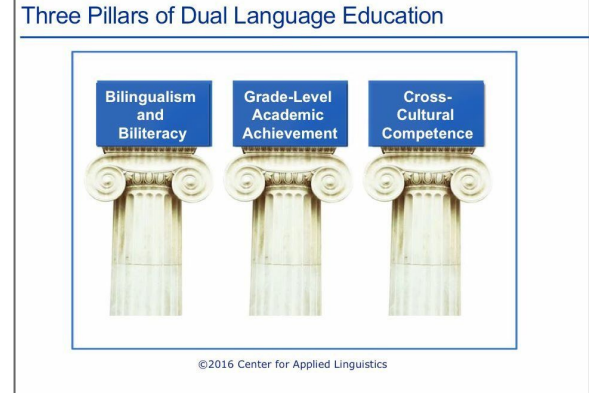 Three Pillars of Dual Language Education
Bilingualism
and
Biliteracy
Grade-Level
Academic
Achievement
Cross-
Cultural
Competence
©2016 Center for Applied Linguistics